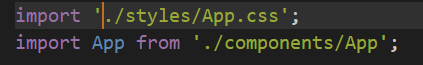 import './styles/App.css';
import App from './components/App';